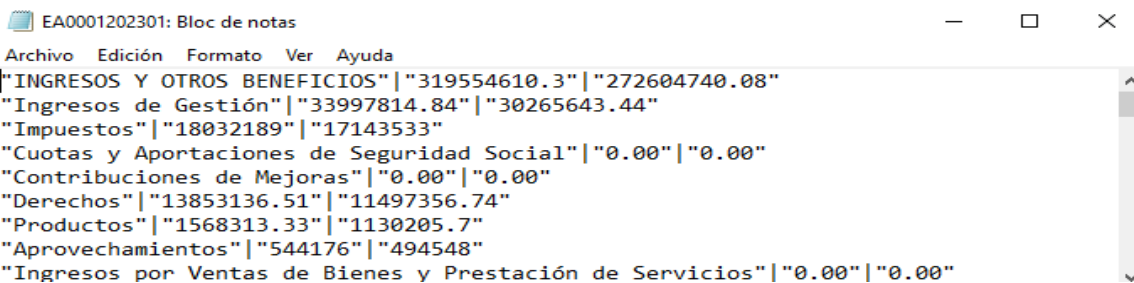 EA0001202301: Bloc de notas
Archivo Edición Formato Ver Ayuda
"INGRESOS Y OTROS BENEFICIOS"|"319554610.3"|"272604740.08"
"Ingresos de Gestión"|"33997814.84"|"30265643.44"
"Impuestos"|"18032189"|"17143533"
"Cuotas y Aportaciones de Seguridad Social"|"0.00"|"0.00"
"Contribuciones de Mejoras"|"0.00"|"0.00"
"Derechos"|"13853136.51"|"11497356.74"
"Productos"|"1568313.33"|"1130205.7"
"Aprovechamientos"|"544176"|"494548"
"Ingresos por Ventas de Bienes y Prestación de Servicios"|"0.00"|"0.00"